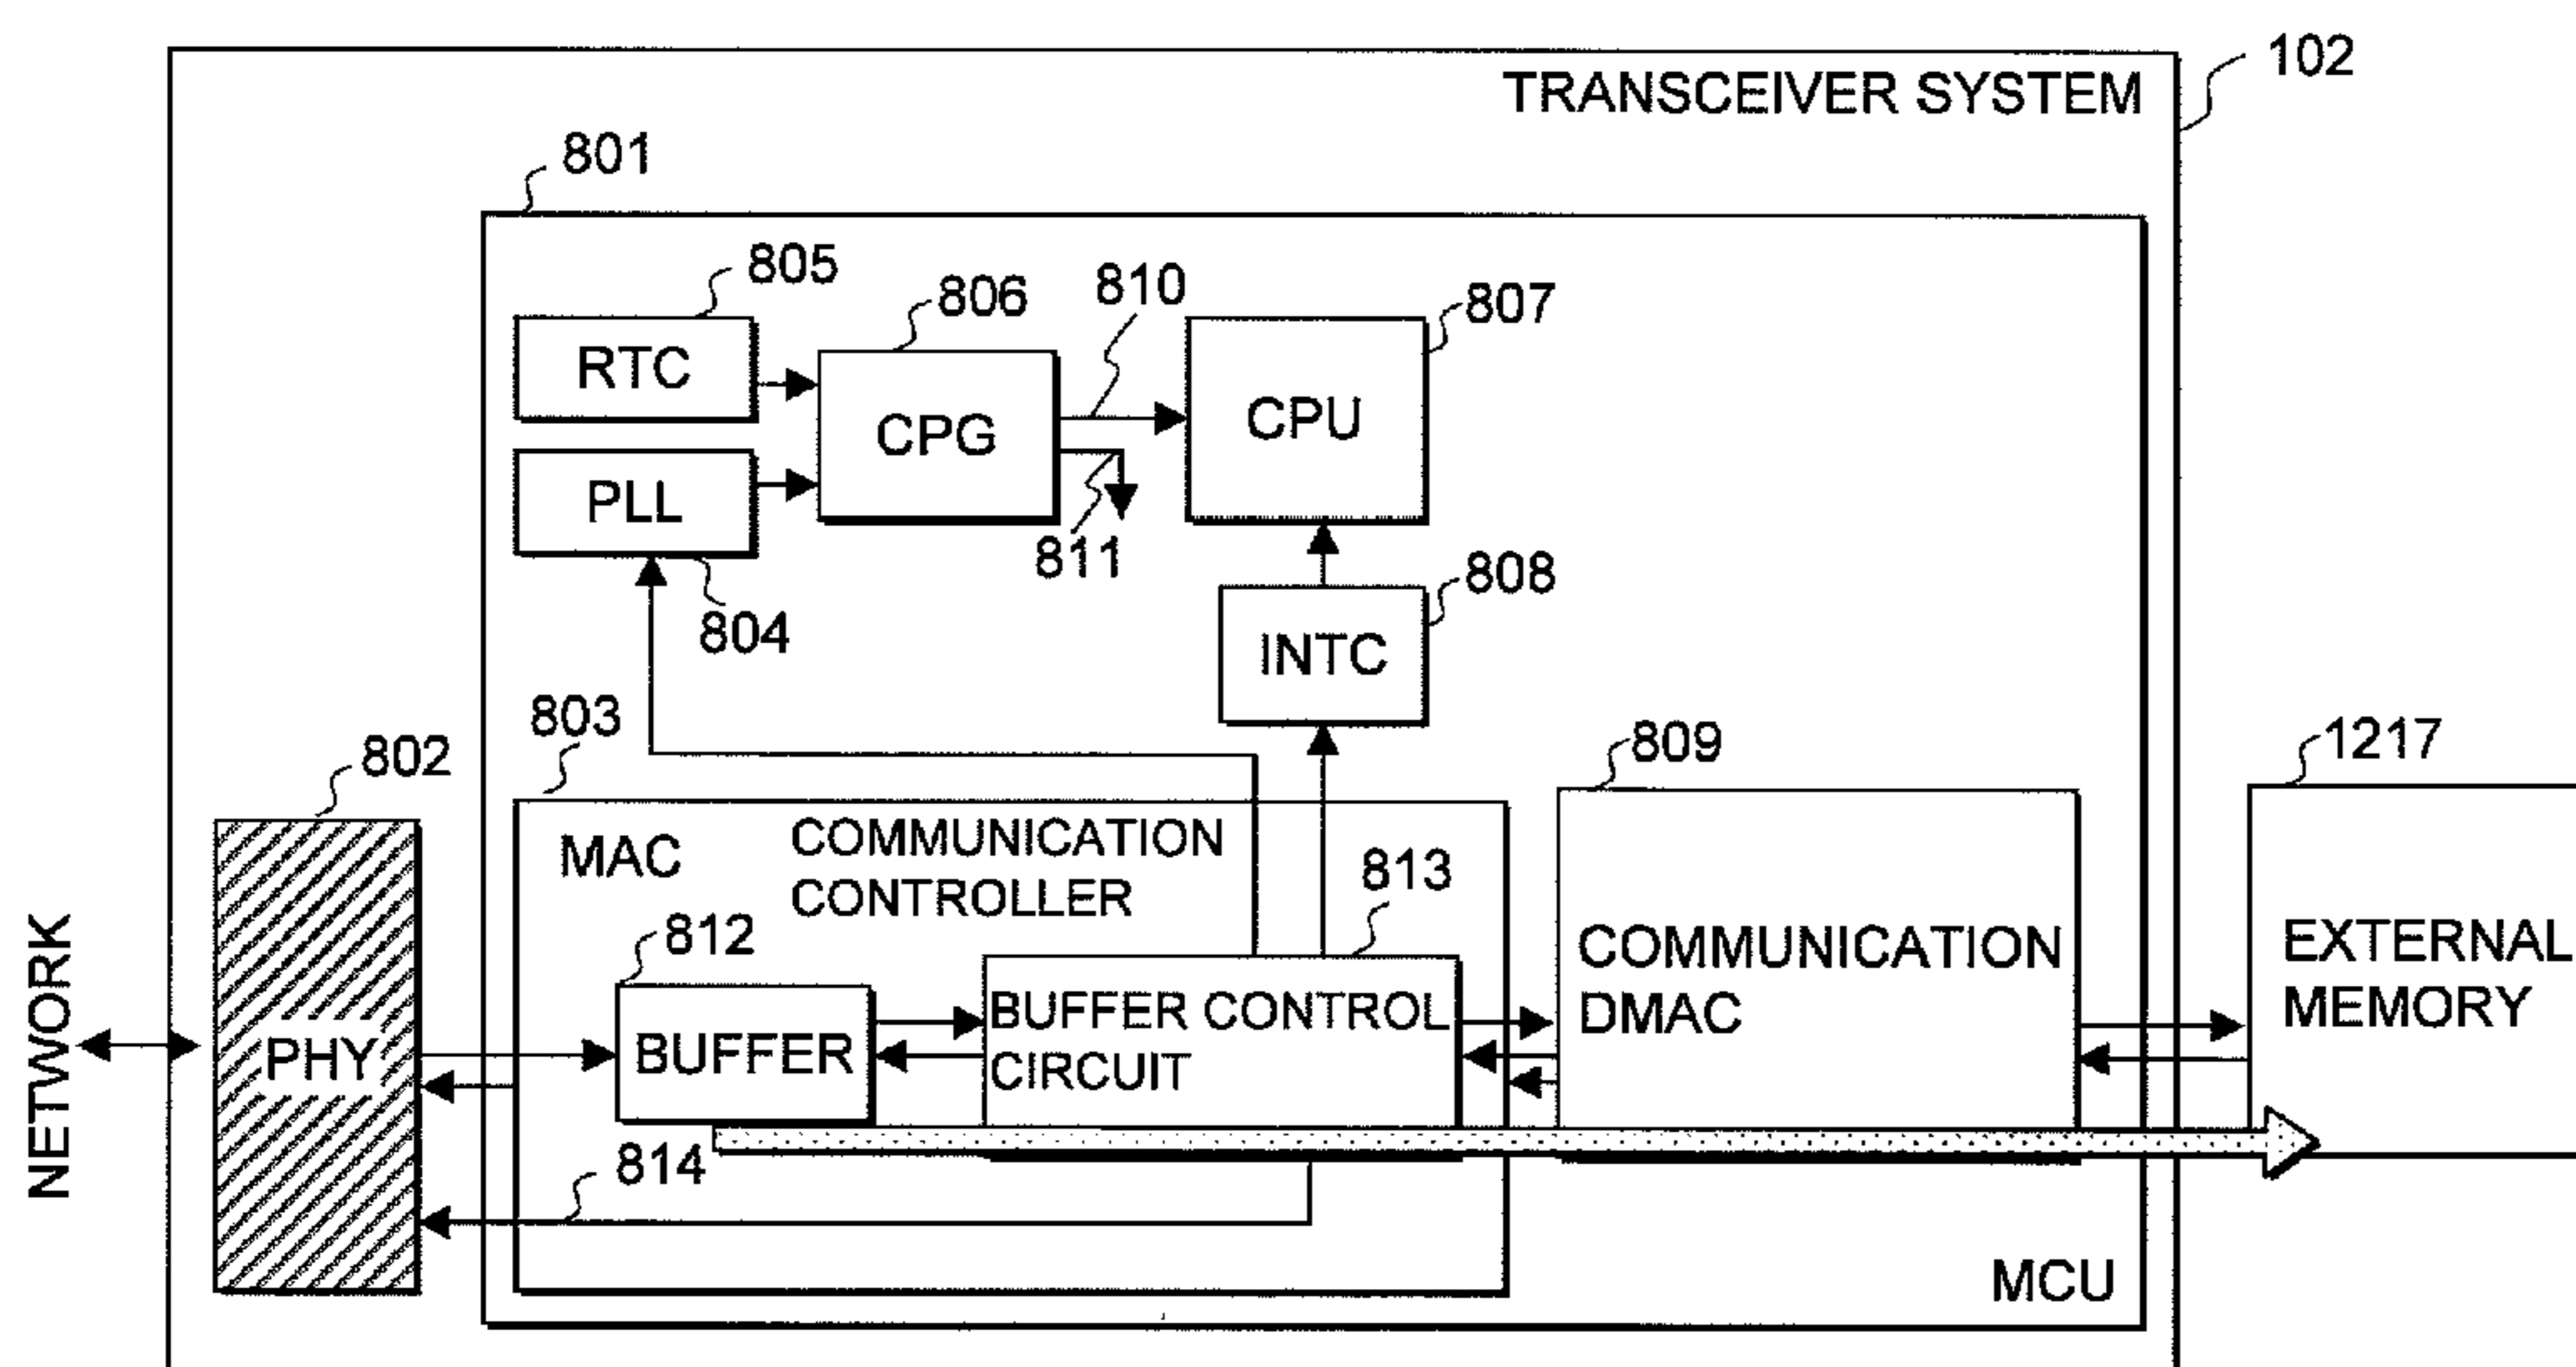 102
TRANSCEIVER SYSTEM
801
805
806
810
807
RTC
CPG
CPU
PLL
811
804
808
INTC
803
802
809
1217
MAC
COMMUNICATION
CONTROLLER
813
812
NETWORK
PHY
BUFFER
BUFFER CONTROL
CIRCUIT
COMMUNICATION
DMAC
EXTERNAL
MEMORY
814
MCU